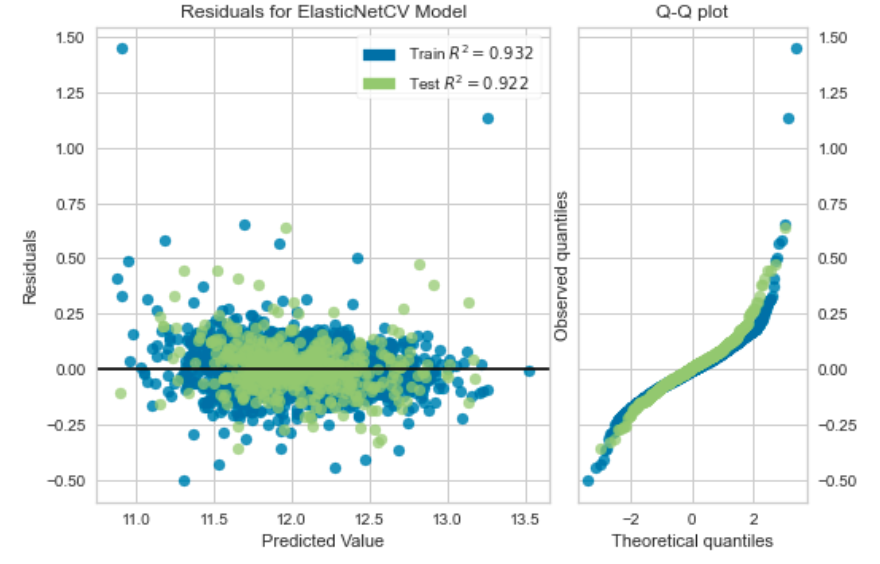 Residuals for ElasticNetCV Model
Train R² = 0.932
Test R² = 0.922
1.50
1.25
1.00
0.75
0.50
0.25
0.00
−0.25
−0.50
Residuals
11.0 11.5 12.0 12.5 13.0 13.5
Predicted Value
Q-Q plot
Observed quantiles
1.50
1.25
1.00
0.75
0.50
0.25
0.00
−0.25
−0.50
−2 0 2
Theoretical quantiles